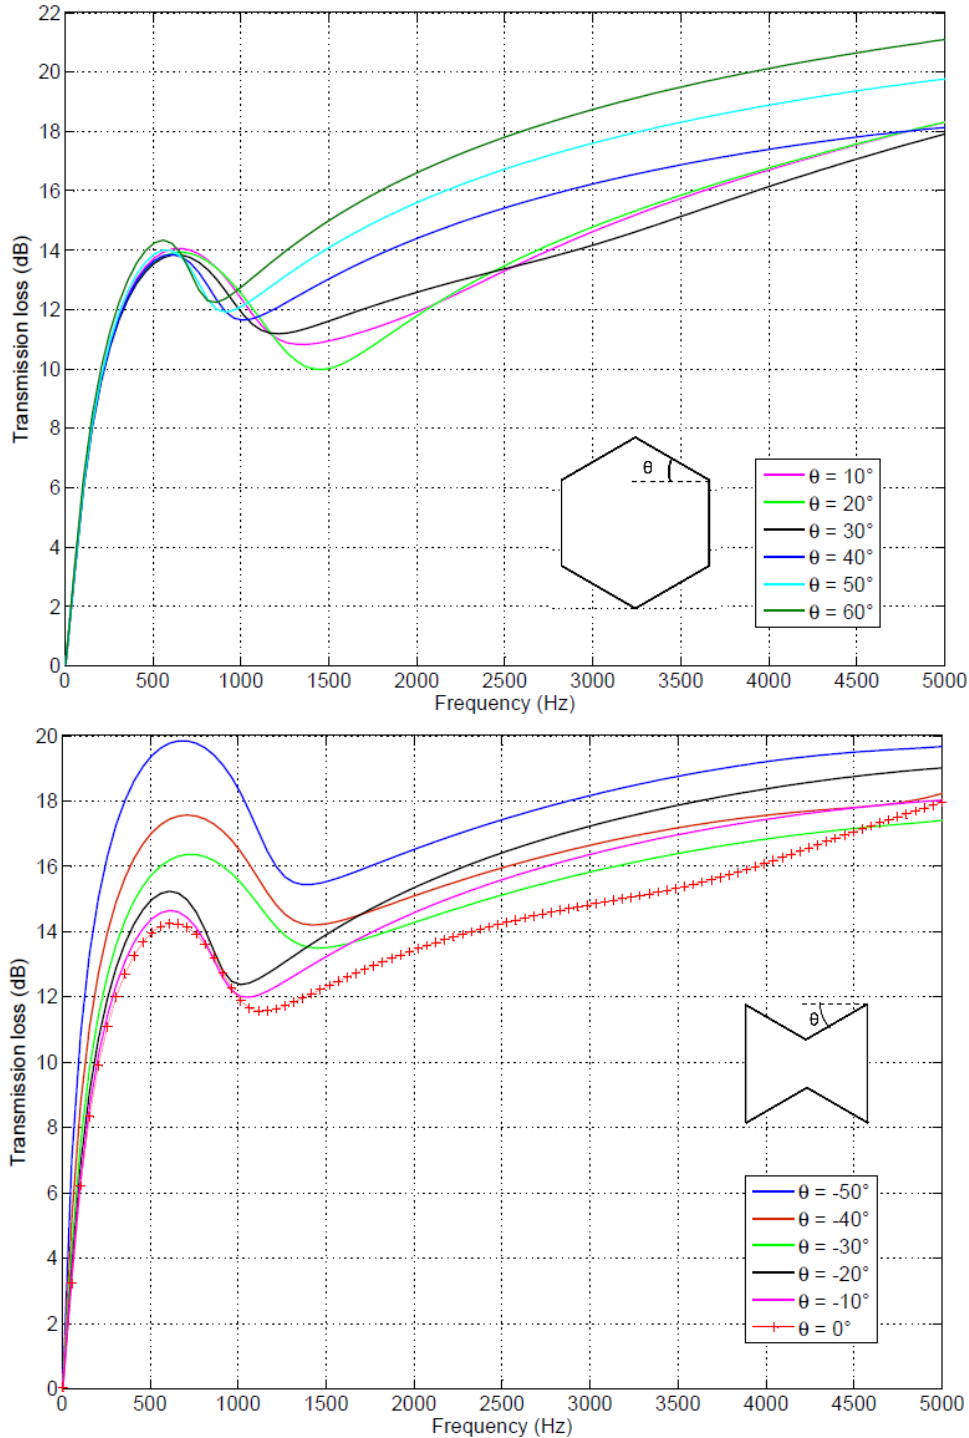 22
20
18
16
14
12
10
8
6
4
2
0
Transmission loss (dB)
0 500 1000 1500 2000 2500 3000 3500 4000 4500 5000
Frequency (Hz)
θ
θ = 10°
θ = 20°
θ = 30°
θ = 40°
θ = 50°
θ = 60°
20
18
16
14
12
10
8
6
4
2
0
Transmission loss (dB)
0 500 1000 1500 2000 2500 3000 3500 4000 4500 5000
Frequency (Hz)
θ
θ = -50°
θ = -40°
θ = -30°
θ = -20°
θ = -10°
θ = 0°